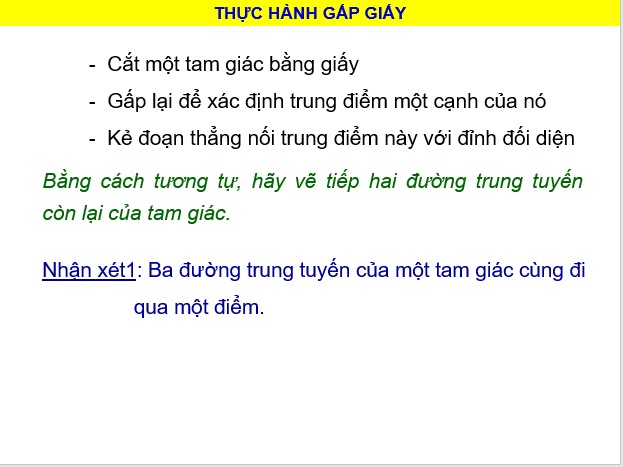 THỰC HÀNH GẤP GIẤY
- Cắt một tam giác bằng giấy
- Gấp lại để xác định trung điểm một cạnh của nó
- Kẻ đoạn thẳng nối trung điểm này với đỉnh đối diện
Bằng cách tương tự, hãy vẽ tiếp hai đường trung tuyến
còn lại của tam giác.
Nhận xét1: Ba đường trung tuyến của một tam giác cùng đi
qua một điểm.